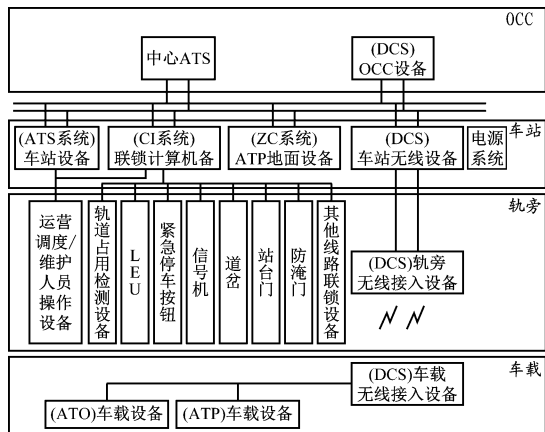 OCC
中心ATS
(DCS)
OCC设备
车站
(ATS系统)
车站设备
(CI系统)
联锁计算机备
(ZC系统)
ATP地面设备
(DCS)
车站无线设备
电源
系统
轨旁
运营
调度/
维护
人员
操作
设备
轨道占用检测设备
LEU
紧急停车按钮
信号机
道岔
站台门
防淹门
其他线路联锁设备
(DCS)轨旁
无线接入设备
车载
(DCS)车载
无线接入设备
(ATO)车载设备
(ATP)车载设备